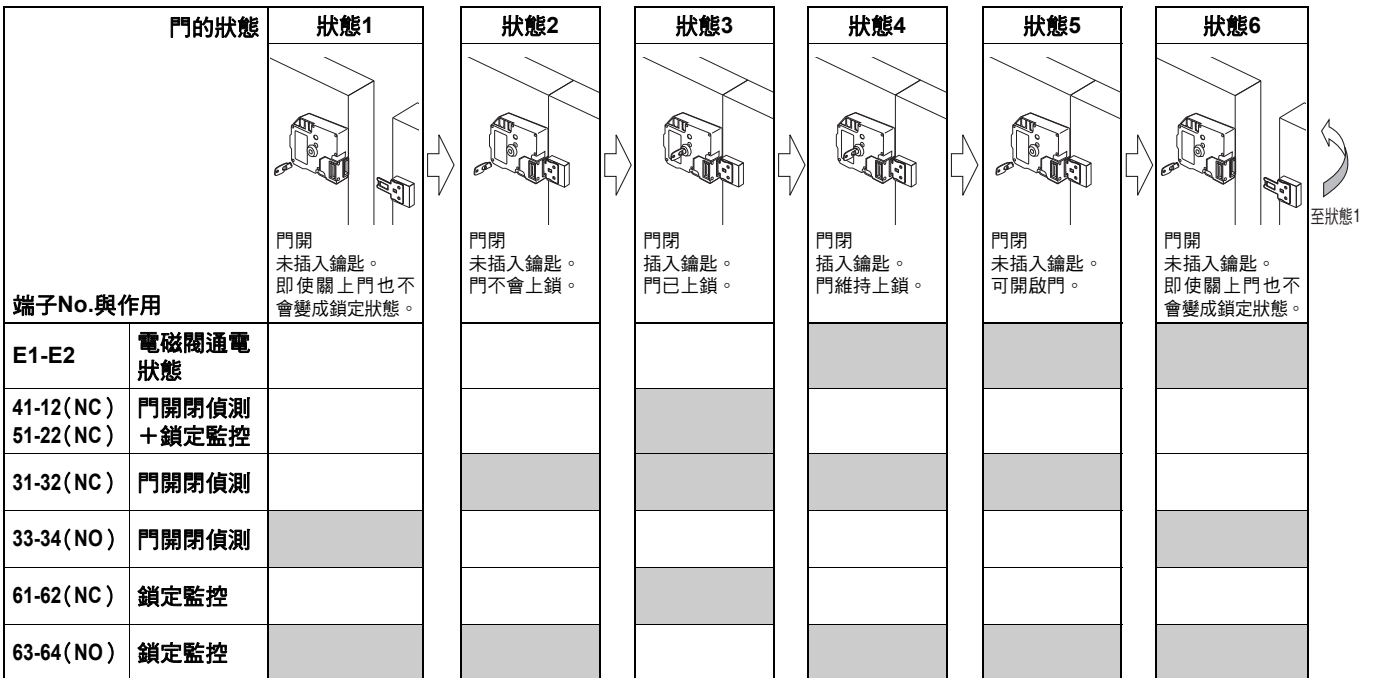 門的狀態
端子No.與作用
狀態1
門開
未插入鑰匙。
即使關上門也不
會變成鎖定狀態。
狀態2
門閉
未插入鑰匙。
門不會上鎖。
狀態3
門閉
插入鑰匙。
門已上鎖。
狀態4
門閉
插入鑰匙。
門維持上鎖。
狀態5
門閉
未插入鑰匙。
可開啟門。
狀態6
門開
未插入鑰匙。
即使關上門也不
會變成鎖定狀態。
至狀態1
E1-E2
電磁閥通電
狀態
41-12(NC)
51-22(NC)
門開閉偵測
＋鎖定監控
31-32(NC)
門開閉偵測
33-34(NO)
門開閉偵測
61-62(NC)
鎖定監控
63-64(NO)
鎖定監控